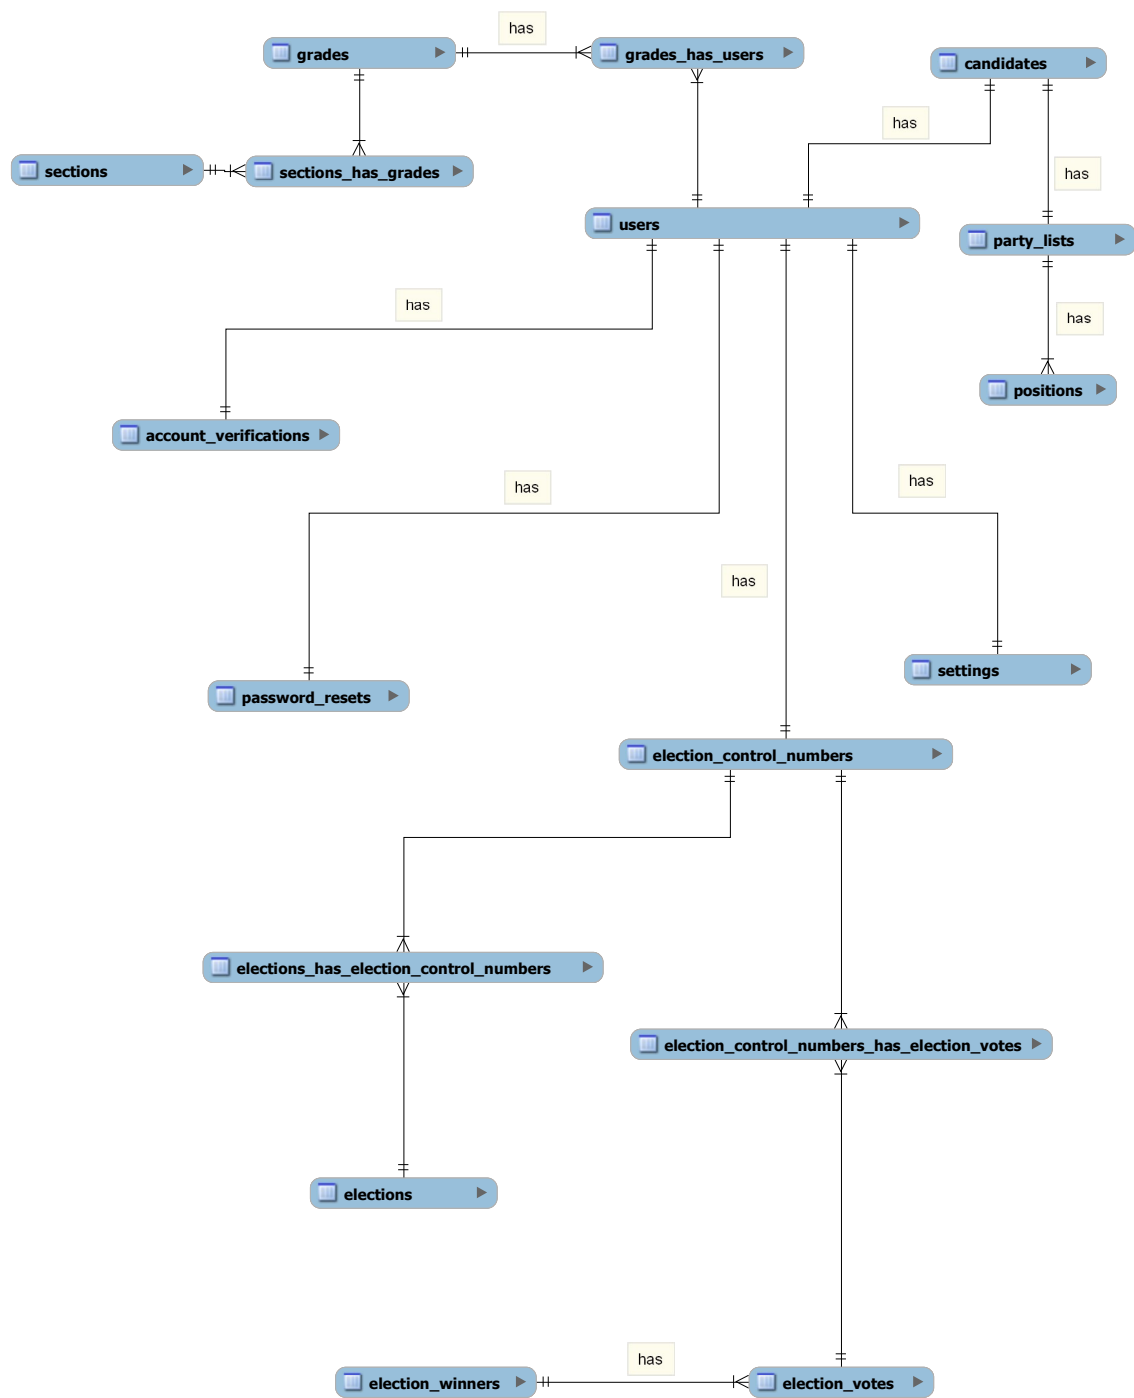 has
grades
grades_has_users
candidates
has
sections
sections_has_grades
has
users
party_lists
has
has
positions
account_verifications
has
has
has
settings
password_resets
election_control_numbers
elections_has_election_control_numbers
election_control_numbers_has_election_votes
elections
has
election_winners
election_votes